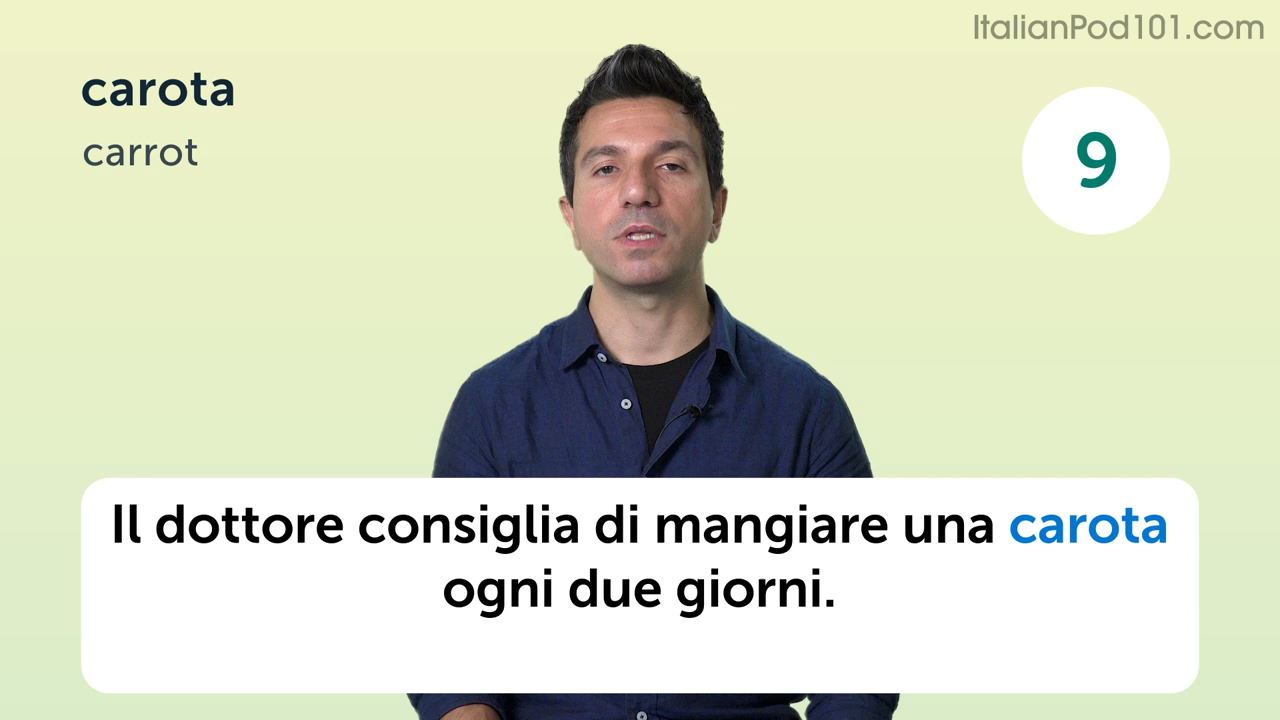 ItalianPod101.com
carota
carrot
9
Il dottore consiglia di mangiare una carota
ogni due giorni.